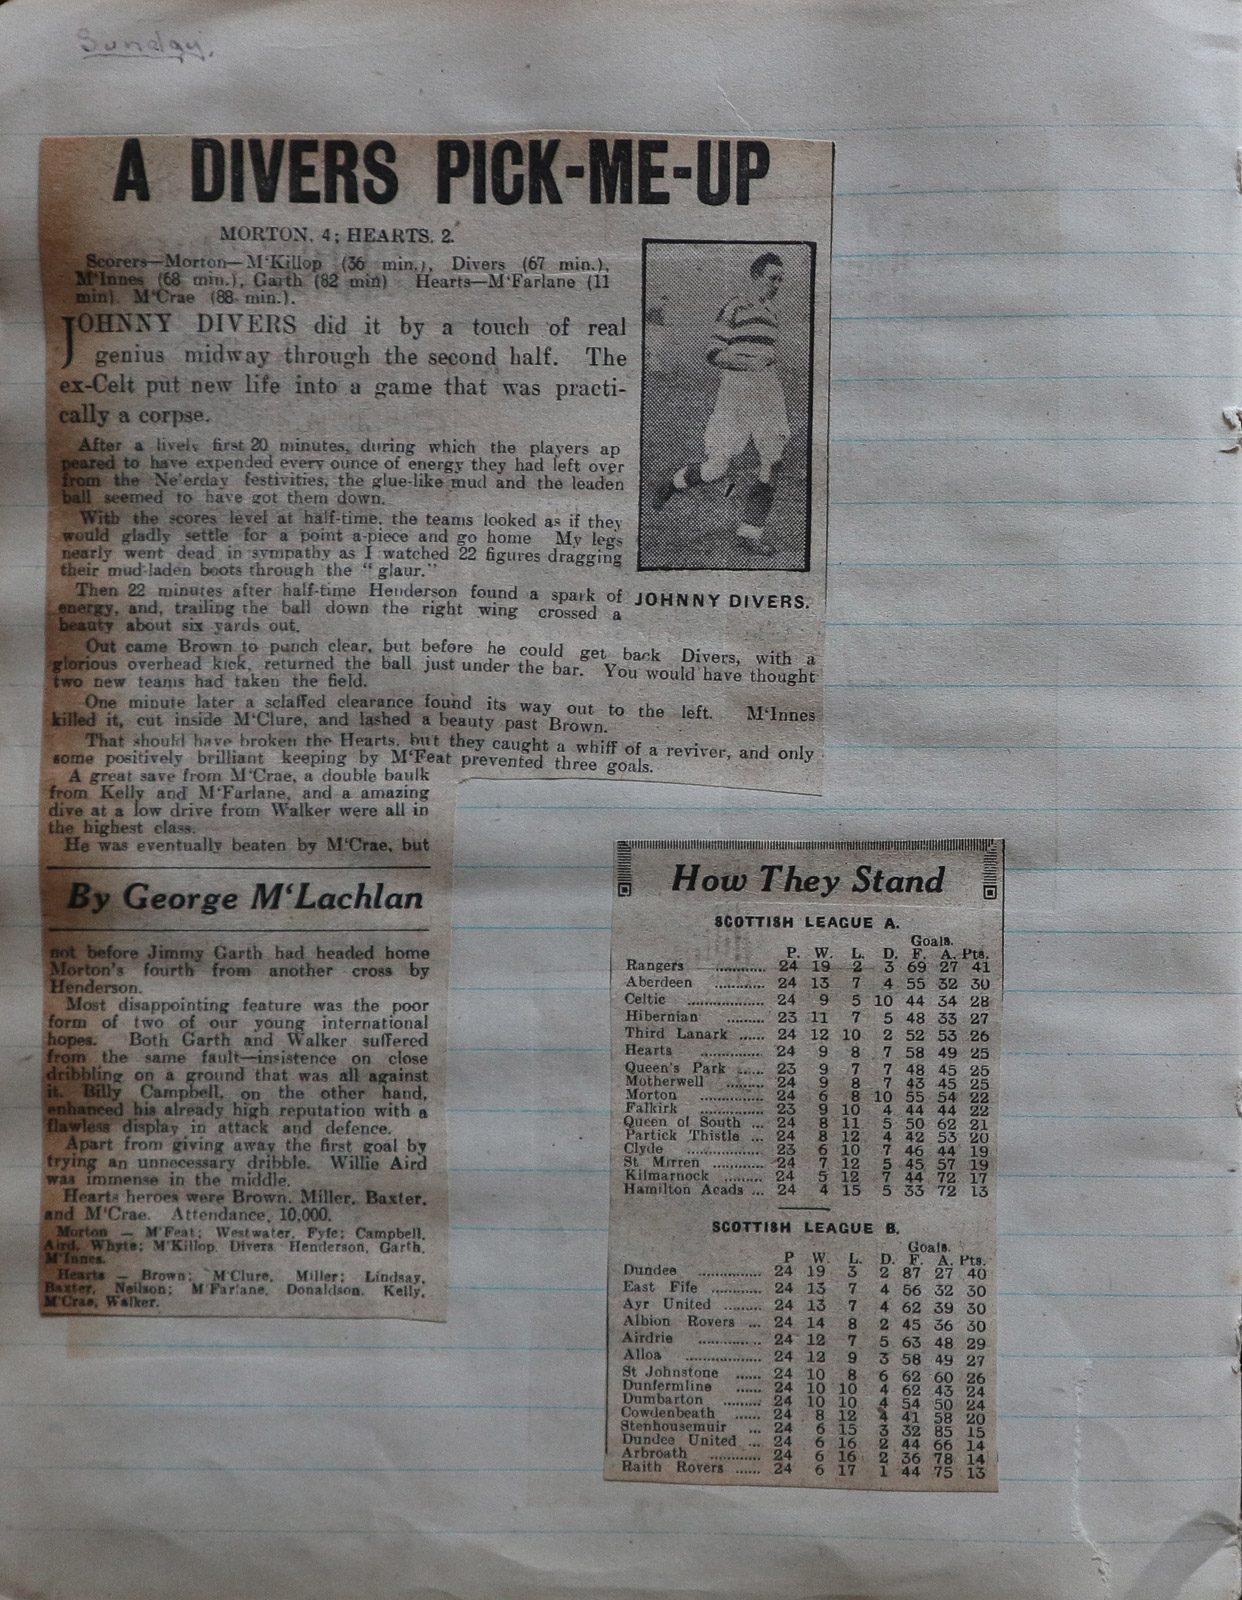 Sunday.
A DIVERS PICK-ME-UP
MORTON, 4; HEARTS, 2.
Scorers—Morton—M‘Killop (36 min.), Divers (67 min.),
M‘Innes (68 min.), Garth (82 min) Hearts—M‘Farlane (11
min), M‘Crae (88 min.).
JOHNNY DIVERS did it by a touch of real
genius midway through the second half. The
ex-Celt put new life into a game that was practi-
cally a corpse.
After a lively first 20 minutes, during which the players ap
peared to have expended every ounce of energy they had left over
from the Ne'erday festivities, the glue-like mud and the leaden
ball seemed to have got them down.
With the scores level at half-time, the teams looked as if they
would gladly settle for a point a-piece and go home My legs
nearly went dead in sympathy as I watched 22 figures dragging
their mud-laden boots through the "glaur."
Then 22 minutes after half-time Henderson found a spark of
energy, and, trailing the ball down the right wing crossed a
beauty about six yards out.
JOHNNY DIVERS.
Out came Brown to punch clear, but before he could get back Divers, with a
glorious overhead kick, returned the ball just under the bar. You would have thought
two new teams had taken the field.
One minute later a sclaffed clearance found its way out to the left. M‘Innes
killed it, cut inside M‘Clure, and lashed a beauty past Brown.
That should have broken the Hearts, but they caught a whiff of a reviver, and only
some positively brilliant keeping by M‘Feat prevented three goals.
A great save from M‘Crae, a double baulk
from Kelly and M‘Farlane, and a amazing
dive at a low drive from Walker were all in
the highest class.
He was eventually beaten by M‘Crae, but
By George M‘Lachlan
not before Jimmy Garth had headed home
Morton's fourth from another cross by
Henderson.
Most disappointing feature was the poor
form of two of our young international
hopes. Both Garth and Walker suffered
from the same fault—insistence on close
dribbling on a ground that was all against
it. Billy Campbell, on the other hand,
enhanced his already high reputation with a
flawless display in attack and defence.
Apart from giving away the first goal by
trying an unnecessary dribble. Willie Aird
was immense in the middle.
Hearts heroes were Brown, Miller, Baxter,
and M‘Crae. Attendance, 10,000.
Morton — M‘Feat; Westwater, Fyfe; Campbell,
Aird, Whyte; M‘Killop, Divers Henderson, Garth,
M‘Innes.
Hearts — Brown; M‘Clure, Miller; Lindsay,
Baxter, Neilson; M‘Farlane, Donaldson, Kelly,
M‘Crae, Walker.
How They Stand
SCOTTISH LEAGUE A.
Goals.
P. W. L. D. F. A. Pts.
Rangers ............ 24 19 2 3 69 27 41
Aberdeen ............ 24 13 7 4 55 32 30
Celtic .................. 24 9 5 10 44 34 28
Hibernian ......... 23 11 7 5 48 33 27
Third Lanark ...... 24 12 10 2 52 53 26
Hearts .............. 24 9 8 7 58 49 25
Queen's Park ...... 23 9 7 7 48 45 25
Motherwell ......... 24 9 8 7 43 45 25
Morton ............... 24 6 8 10 55 54 22
Falkirk ............... 23 9 10 4 44 44 22
Queen of South ... 24 8 11 5 50 62 21
Partick Thistle ... 24 8 12 4 42 53 20
Clyde .................. 23 6 10 7 46 44 19
St Mirren ............ 24 7 12 5 45 57 19
Kilmarnock ......... 24 5 12 7 44 72 17
Hamilton Acads ... 24 4 15 5 33 72 13
SCOTTISH LEAGUE B.
Goals.
P W. L. D. F. A. Pts.
Dundee ............... 24 19 3 2 87 27 40
East Fife ............ 24 13 7 4 56 32 30
Ayr United ......... 24 13 7 4 62 39 30
Albion Rovers ... 24 14 8 2 45 36 30
Airdrie ............... 24 12 7 5 63 48 29
Alloa .................. 24 12 9 3 58 49 27
St Johnstone ...... 24 10 8 6 62 60 26
Dunfermline ...... 24 10 10 4 62 43 24
Dumbarton ......... 24 10 10 4 54 50 24
Cowdenbeath ...... 24 8 12 4 41 58 20
Stenhousemuir ... 24 6 15 3 32 85 15
Dundee United ... 24 6 16 2 44 66 14
Arbroath ............ 24 6 16 2 36 78 14
Raith Rovers ...... 24 6 17 1 44 75 13